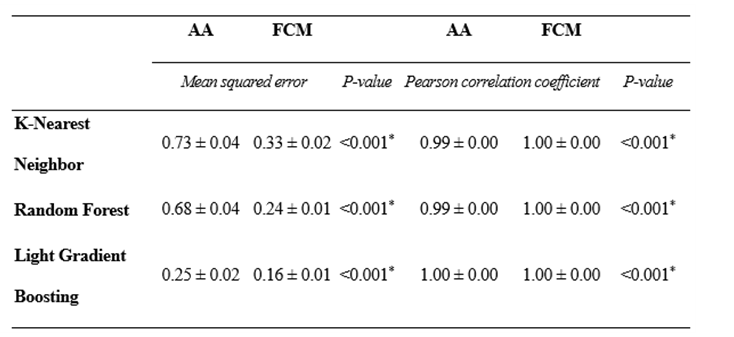 AA FCM AA FCM
Mean squared error P-value Pearson correlation coefficient P-value
K-Nearest
Neighbor
0.73 ± 0.04 0.33 ± 0.02 <0.001* 0.99 ± 0.00 1.00 ± 0.00 <0.001*
Random Forest 0.68 ± 0.04 0.24 ± 0.01 <0.001* 0.99 ± 0.00 1.00 ± 0.00 <0.001*
Light Gradient
Boosting
0.25 ± 0.02 0.16 ± 0.01 <0.001* 1.00 ± 0.00 1.00 ± 0.00 <0.001*